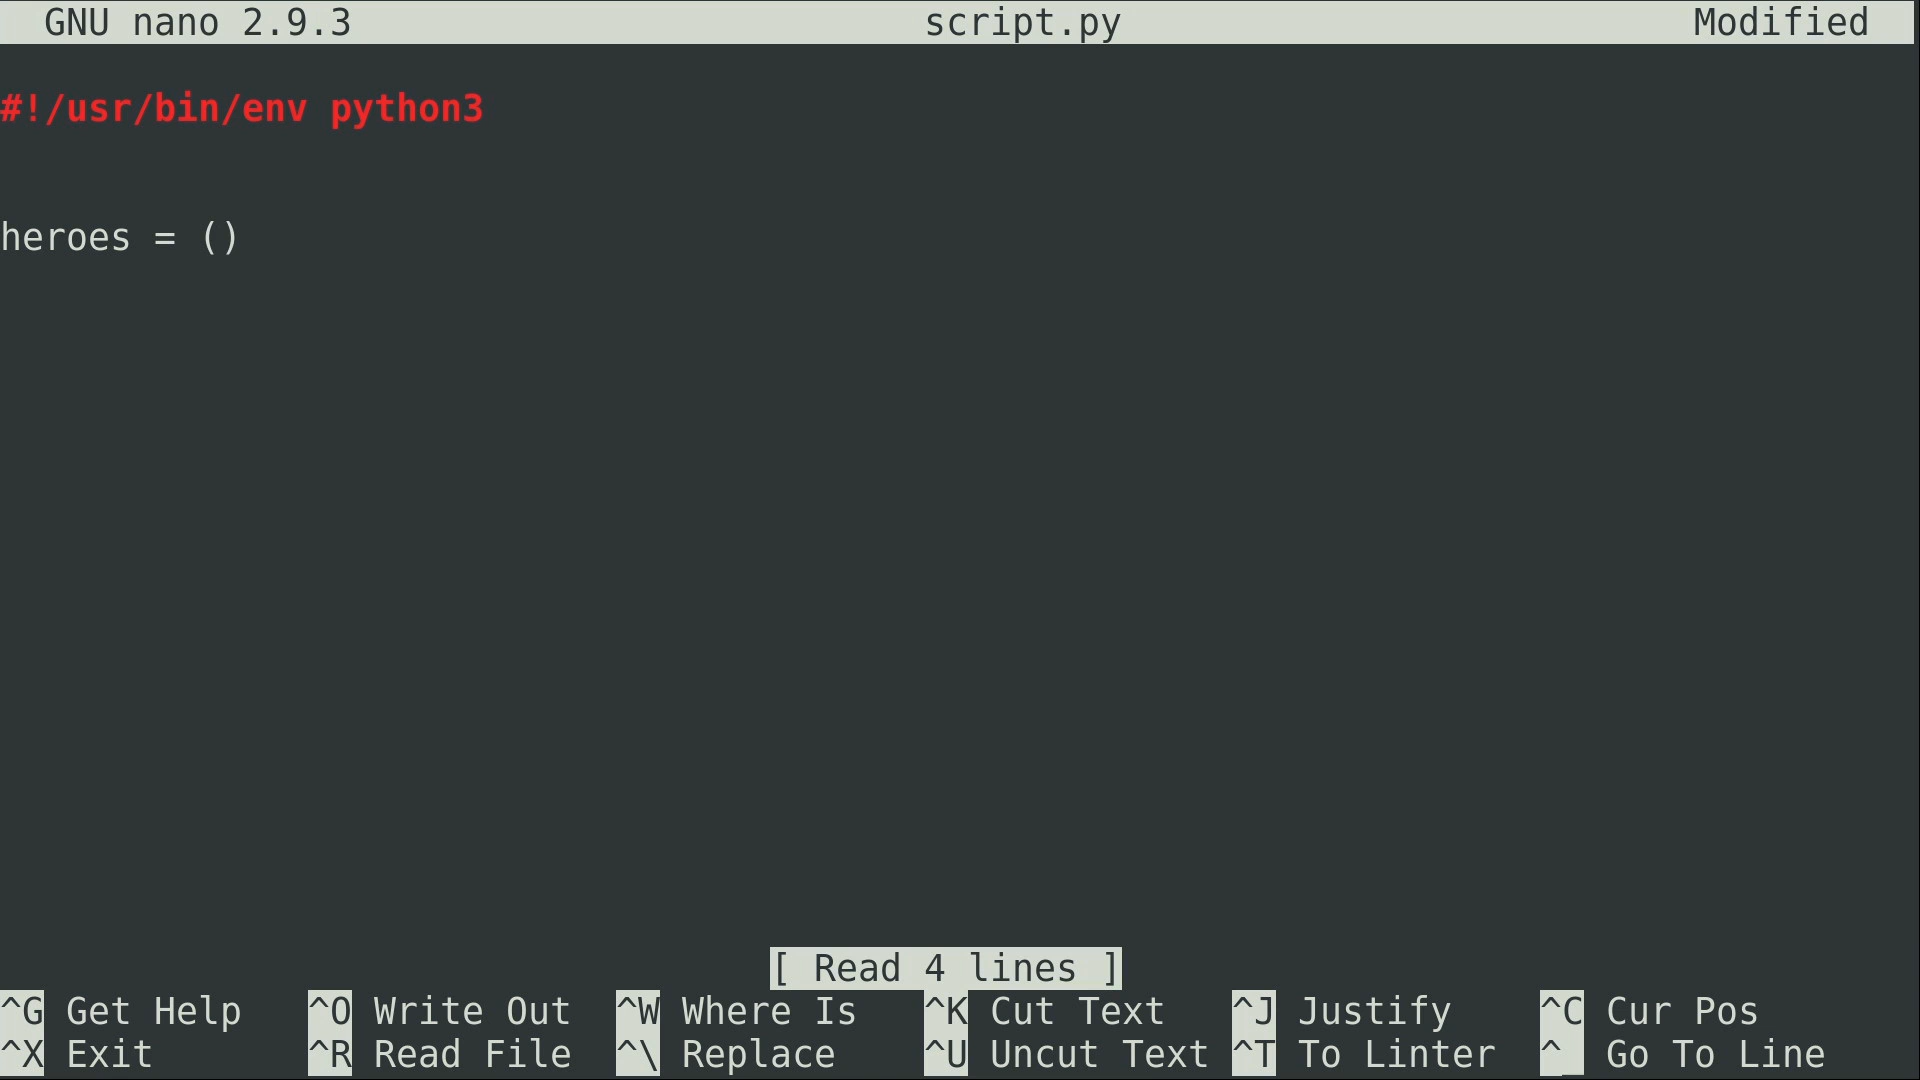 GNU nano 2.9.3 script.py Modified
#!/usr/bin/env python3
heroes = ()
[ Read 4 lines ]
^G Get Help ^O Write Out ^W Where Is ^K Cut Text ^J Justify ^C Cur Pos
^X Exit ^R Read File ^\ Replace ^U Uncut Text ^T To Linter ^_ Go To Line